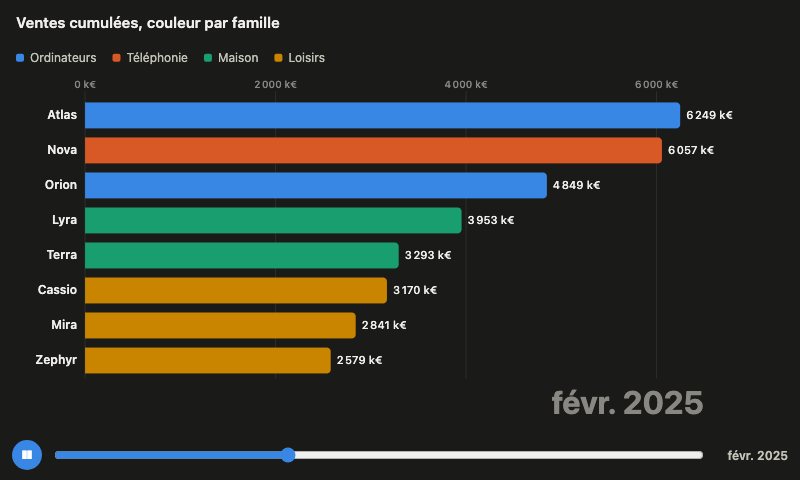 Ventes cumulées, couleur par famille
Ordinateurs Téléphonie Maison Loisirs
0 k€ 2 000 k€ 4 000 k€ 6 000 k€
Atlas 6 249 k€
Nova 6 057 k€
Orion 4 849 k€
Lyra 3 953 k€
Terra 3 293 k€
Cassio 3 170 k€
Mira 2 841 k€
Zephyr 2 579 k€
févr. 2025
févr. 2025